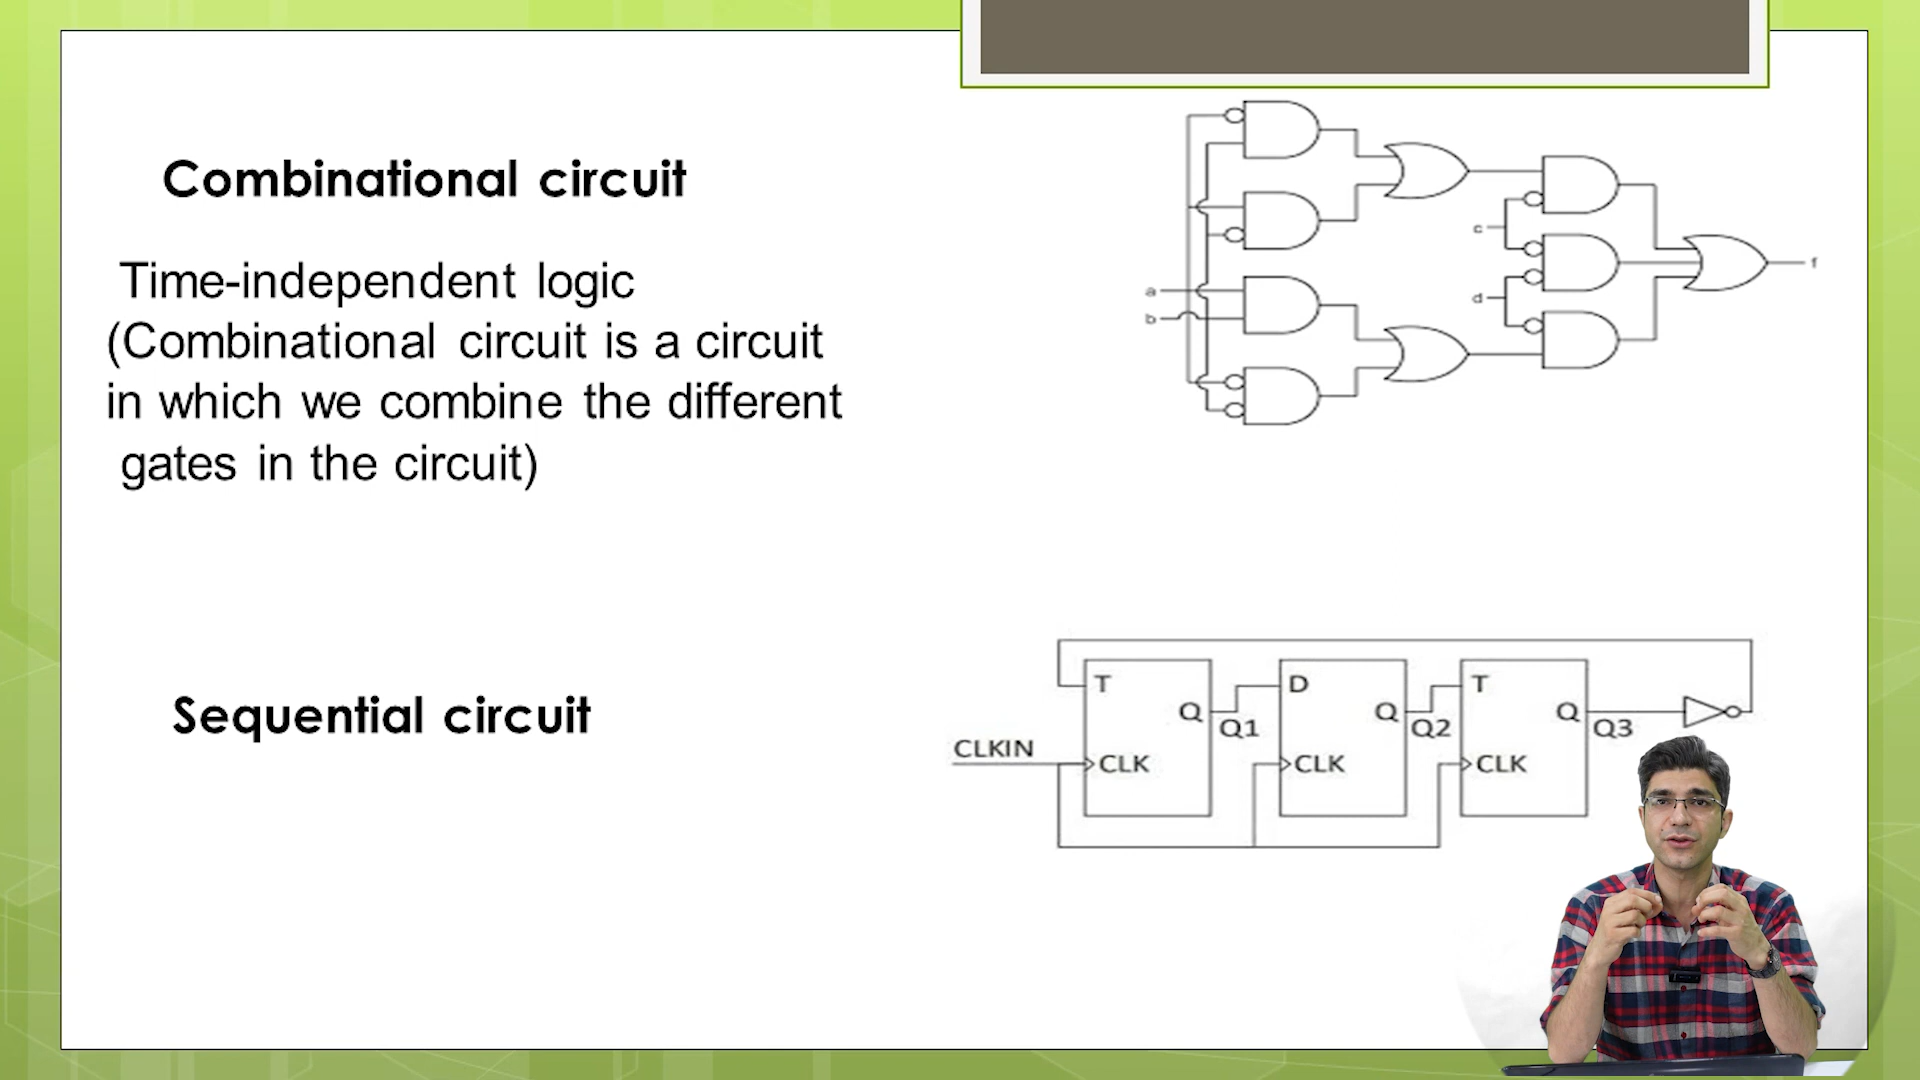 Combinational circuit
Time-independent logic
(Combinational circuit is a circuit
in which we combine the different
gates in the circuit)
a
b
c
d
f
Sequential circuit
CLKIN
T
Q
CLK
Q1
D
Q
CLK
Q2
T
Q
CLK
Q3